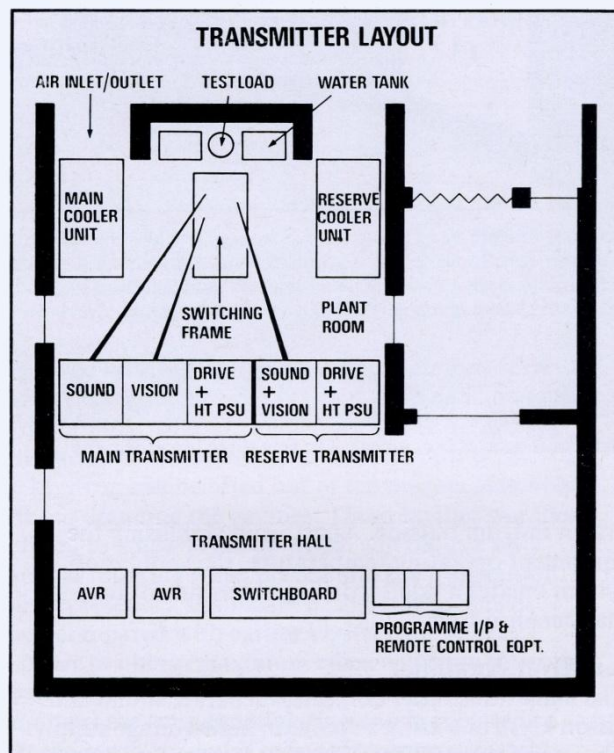 TRANSMITTER LAYOUT
AIR INLET/OUTLET
TEST LOAD
WATER TANK
MAIN
COOLER
UNIT
RESERVE
COOLER
UNIT
SWITCHING
FRAME
PLANT
ROOM
SOUND
VISION
DRIVE
+
HT PSU
SOUND
+
VISION
DRIVE
+
HT PSU
MAIN TRANSMITTER
RESERVE TRANSMITTER
TRANSMITTER HALL
AVR
AVR
SWITCHBOARD
PROGRAMME I/P &
REMOTE CONTROL EQPT.